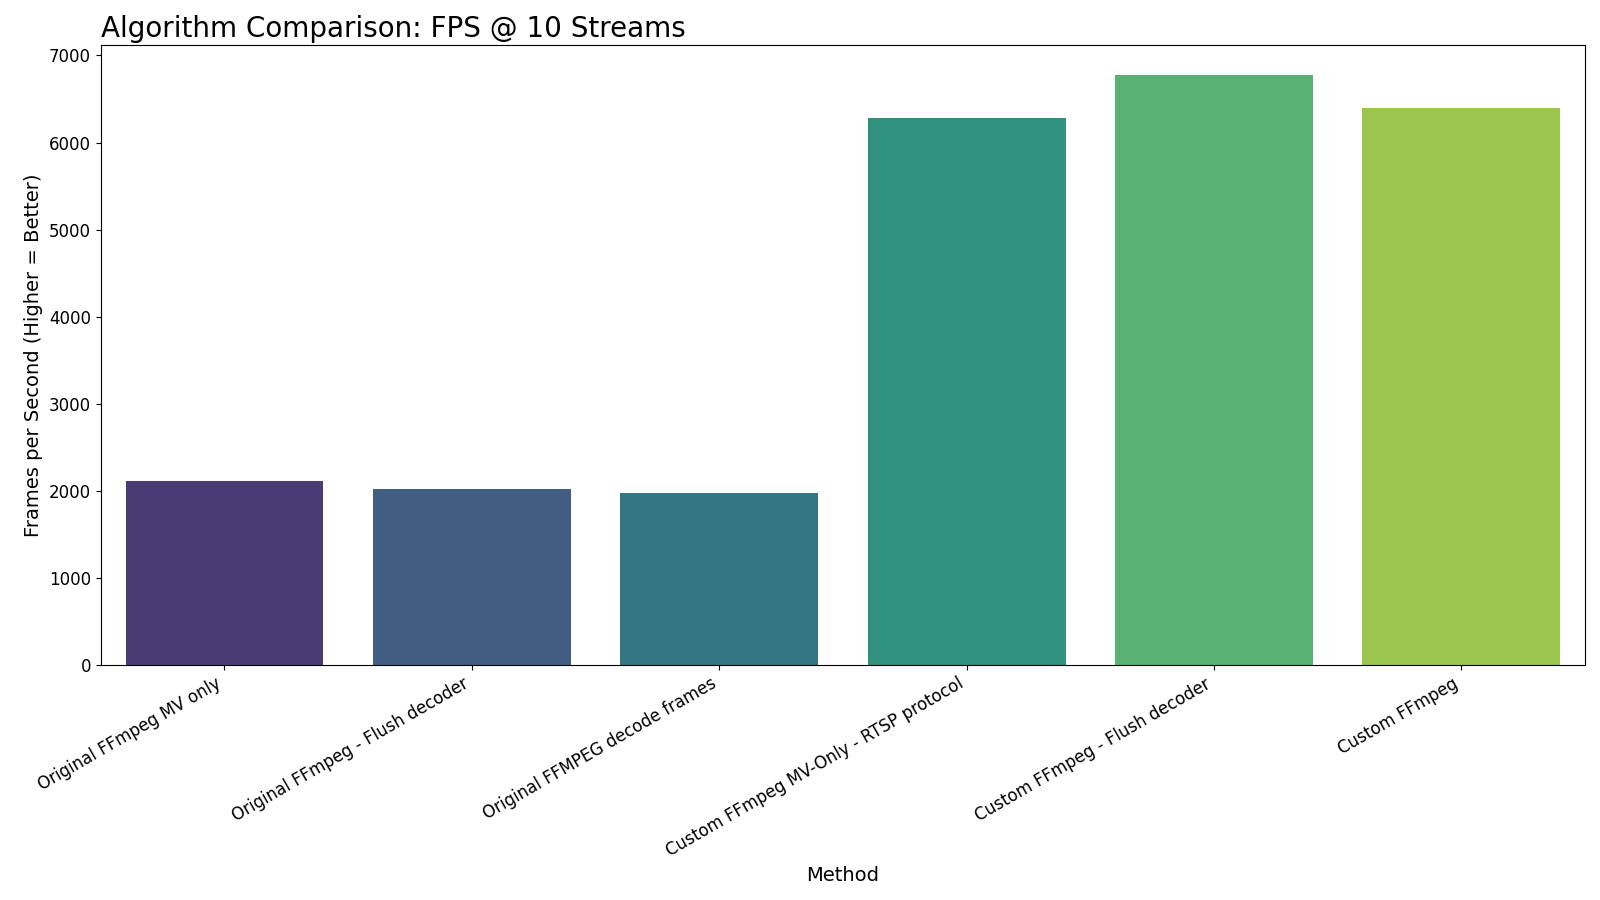 Algorithm Comparison: FPS @ 10 Streams
Frames per Second (Higher = Better)
7000
6000
5000
4000
3000
2000
1000
0
Original FFmpeg MV only
Original FFmpeg - Flush decoder
Original FFMPEG decode frames
Custom FFmpeg MV-Only - RTSP protocol
Custom FFmpeg - Flush decoder
Custom FFmpeg
Method